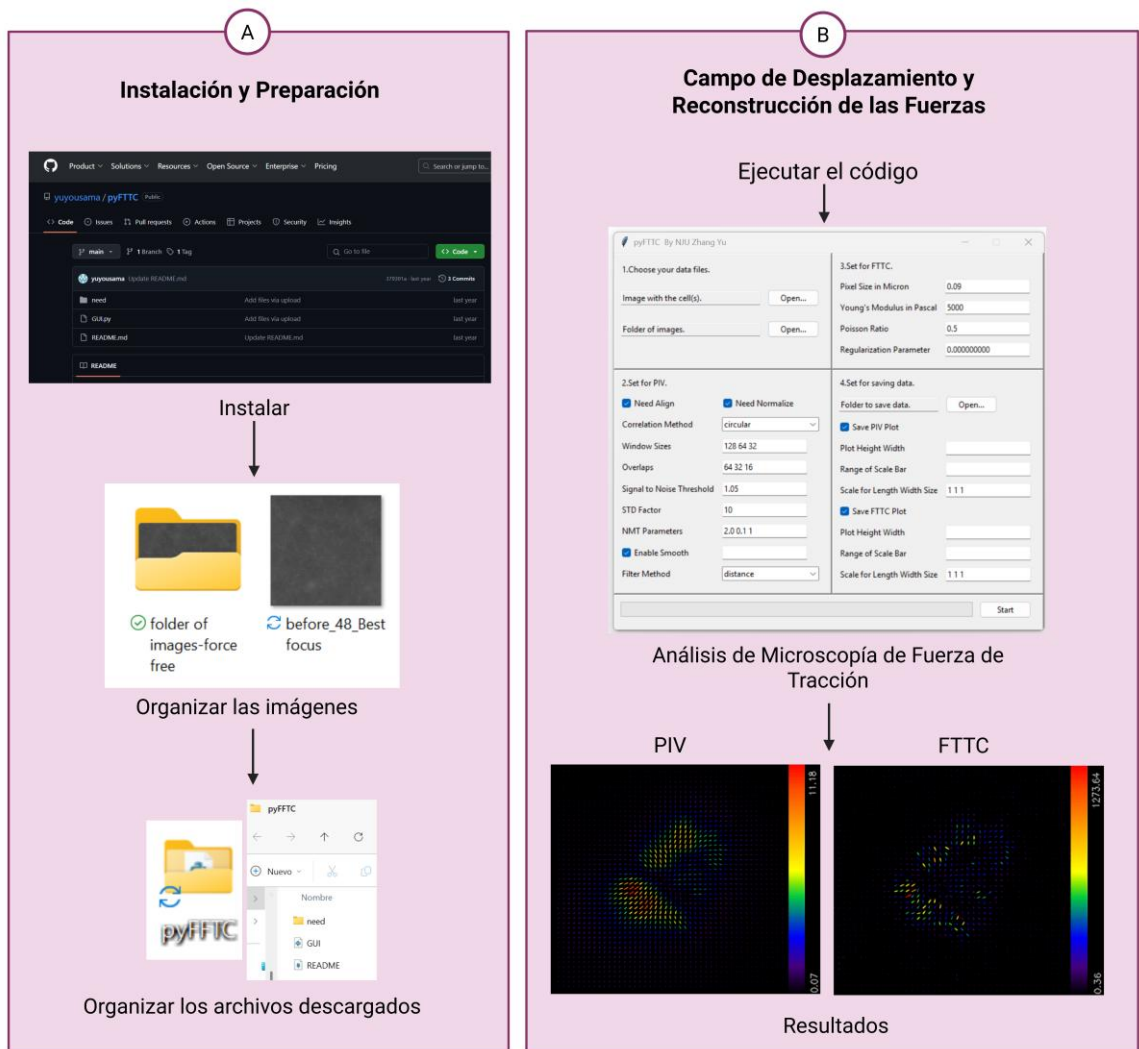 A
Instalación y Preparación
Product Solutions Resources Open Source Enterprise Pricing
Search or jump to...
yuyousama / pyFTTC Public
Code Issues Pull requests Actions Projects Security Insights
main 1 Branch 1 Tag Go to file Code
yuyousama Update README.md last year 3 Commits
need Add files via upload last year
GUI.py Add files via upload last year
README.md Update README.md last year
README
Instalar
folder of
images-force
free
before_48_Best
focus
Organizar las imágenes
pyFFTC
pyFFTC
Nuevo
Nombre
need
GUI
README
Organizar los archivos descargados
B
Campo de Desplazamiento y
Reconstrucción de las Fuerzas
Ejecutar el código
pyFTTC By NJU Zhang Yu
1.Choose your data files.
Image with the cell(s). Open...
Folder of images. Open...
3.Set for FTTC.
Pixel Size in Micron 0.09
Young's Modulus in Pascal 5000
Poisson Ratio 0.5
Regularization Parameter 0.000000000
2.Set for PIV.
Need Align Need Normalize
Correlation Method circular
Window Sizes 128 64 32
Overlaps 64 32 16
Signal to Noise Threshold 1.05
STD Factor 10
NMT Parameters 2.0 0.1 1
Enable Smooth
Filter Method distance
4.Set for saving data.
Folder to save data. Open...
Save PIV Plot
Plot Height Width
Range of Scale Bar
Scale for Length Width Size 1 1 1
Save FTTC Plot
Plot Height Width
Range of Scale Bar
Scale for Length Width Size 1 1 1
Start
Análisis de Microscopía de Fuerza de
Tracción
PIV
11.18
0.07
FTTC
1273.64
0.36
Resultados